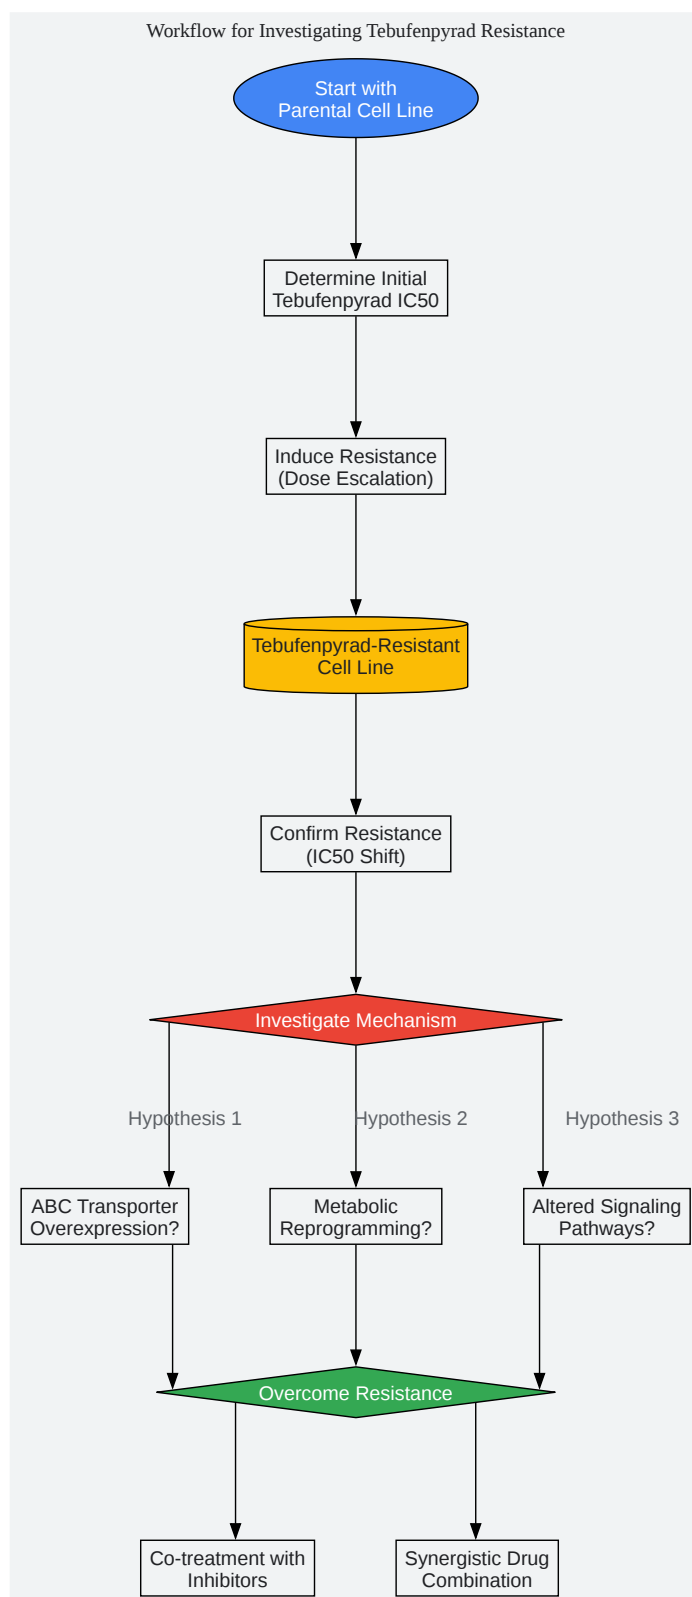 Workflow for Investigating Tebufenpyrad Resistance
Start with
Parental Cell Line
Determine Initial
Tebufenpyrad IC50
Induce Resistance
(Dose Escalation)
Tebufenpyrad-Resistant
Cell Line
Confirm Resistance
(IC50 Shift)
Investigate Mechanism
Hypothesis 1
Hypothesis 2
Hypothesis 3
ABC Transporter
Overexpression?
Metabolic
Reprogramming?
Altered Signaling
Pathways?
Overcome Resistance
Co-treatment with
Inhibitors
Synergistic Drug
Combination